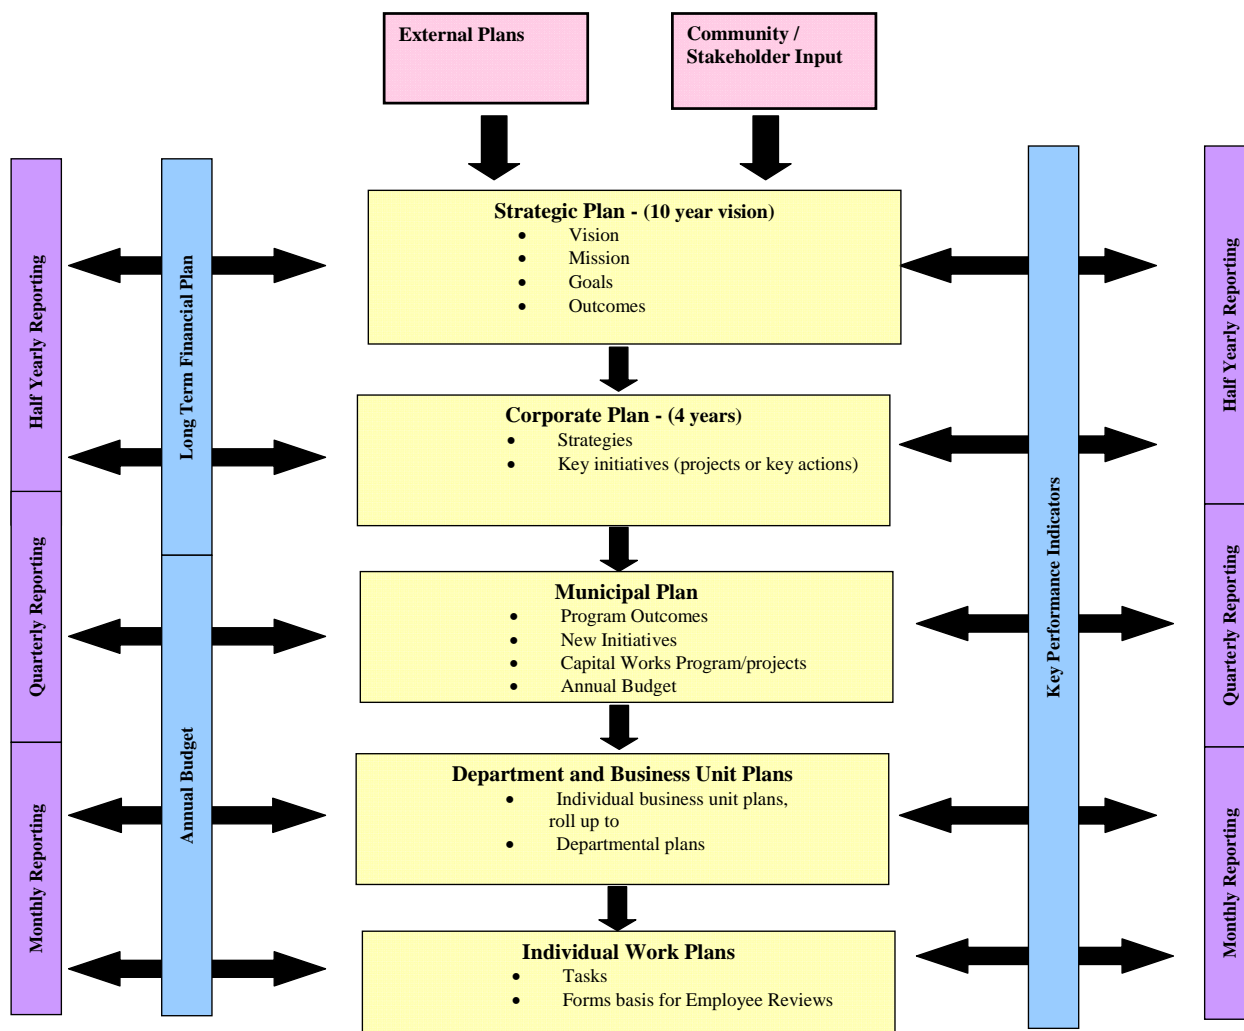 External Plans
Community /
Stakeholder Input
Half Yearly Reporting
Quarterly Reporting
Monthly Reporting
Long Term Financial Plan
Annual Budget
Strategic Plan - (10 year vision)
• Vision
• Mission
• Goals
• Outcomes
Corporate Plan - (4 years)
• Strategies
• Key initiatives (projects or key actions)
Municipal Plan
• Program Outcomes
• New Initiatives
• Capital Works Program/projects
• Annual Budget
Department and Business Unit Plans
• Individual business unit plans,
roll up to
• Departmental plans
Individual Work Plans
• Tasks
• Forms basis for Employee Reviews
Key Performance Indicators
Half Yearly Reporting
Quarterly Reporting
Monthly Reporting